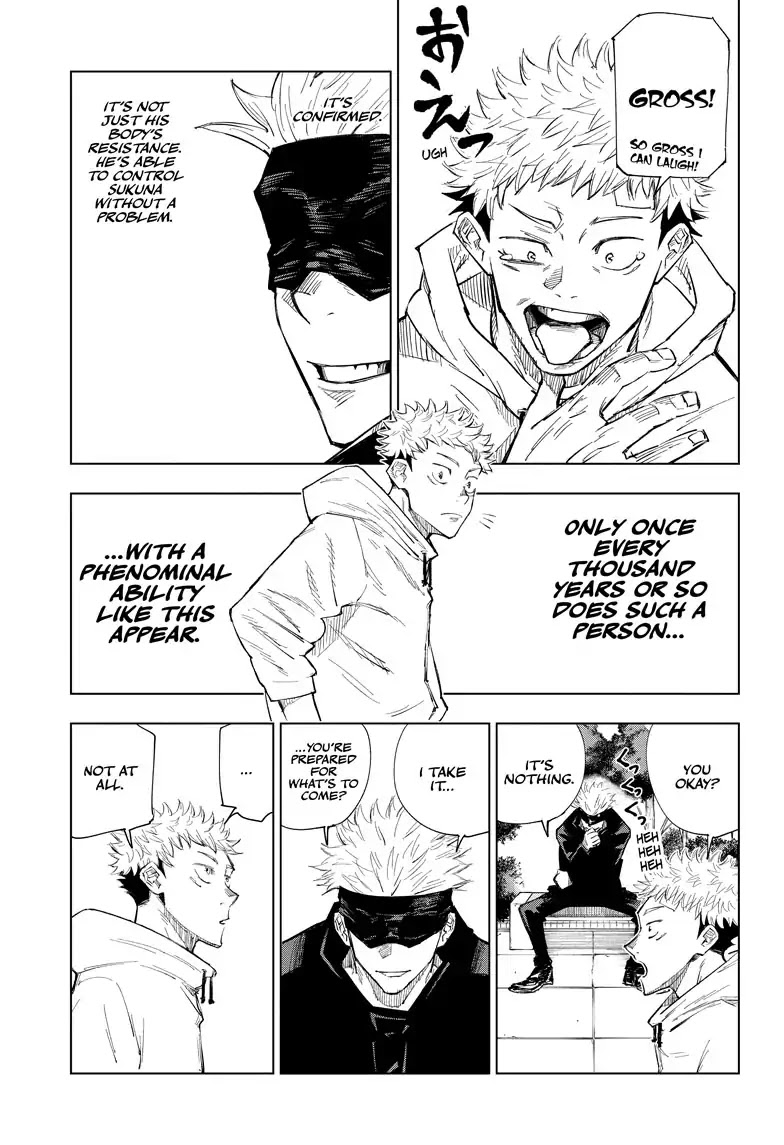 GROSS!
SO GROSS I
CAN LAUGH!
おえっ
UGH
IT'S
CONFIRMED.
IT'S NOT
JUST HIS
BODY'S
RESISTANCE.
HE'S ABLE
TO CONTROL
SUKUNA
WITHOUT A
PROBLEM.
ONLY ONCE
EVERY
THOUSAND
YEARS OR SO
DOES SUCH A
PERSON...
...WITH A
PHENOMINAL
ABILITY
LIKE THIS
APPEAR.
YOU
OKAY?
くっくっくっ
HEH
HEH
HEH
IT'S
NOTHING.
I TAKE
IT...
...YOU'RE
PREPARED
FOR
WHAT'S TO
COME?
...
NOT AT
ALL.